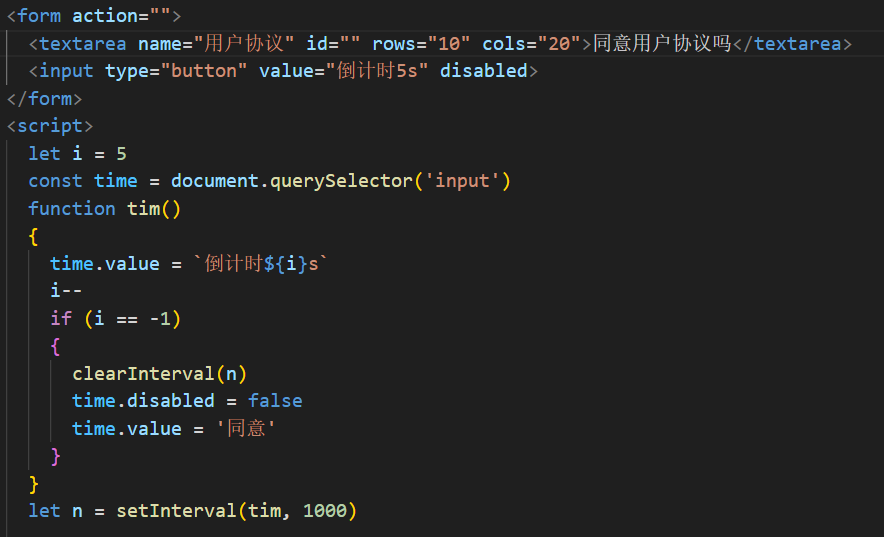 <form action="">
  <textarea name="用户协议" id="" rows="10" cols="20">同意用户协议吗</textarea>
  <input type="button" value="倒计时5s" disabled>
</form>
<script>
  let i = 5
  const time = document.querySelector('input')
  function tim()
  {
    time.value = `倒计时${i}s`
    i--
    if (i == -1)
    {
      clearInterval(n)
      time.disabled = false
      time.value = '同意'
    }
  }
  let n = setInterval(tim, 1000)